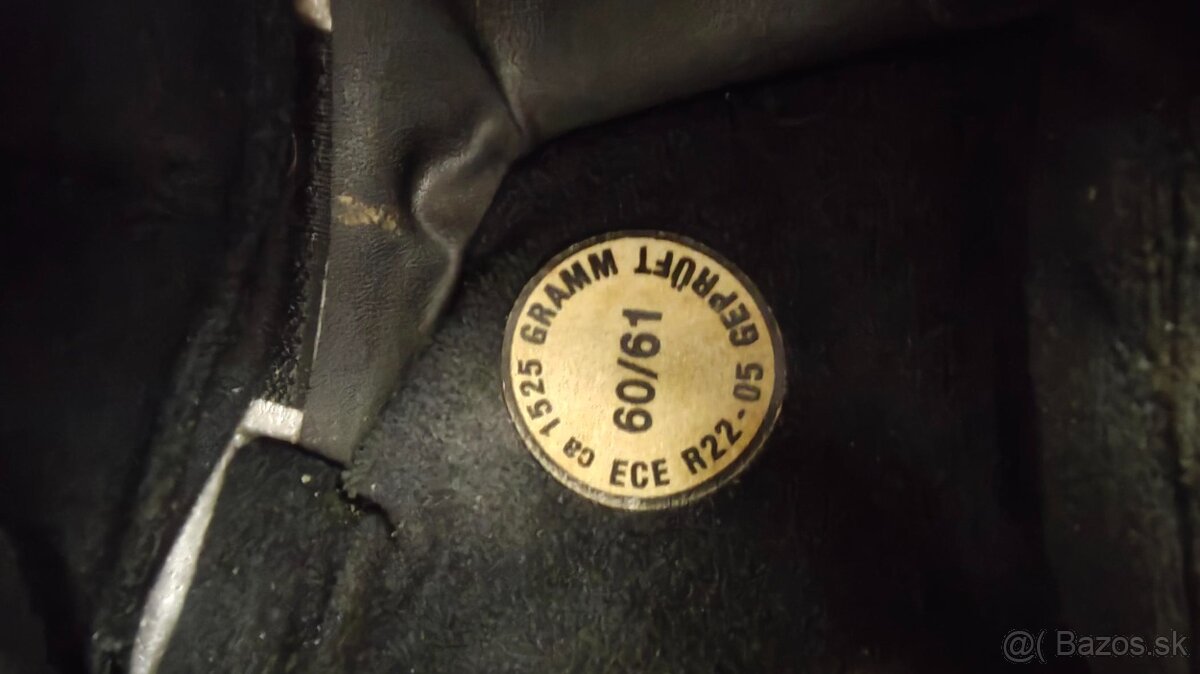 ca 1525 GRAMM
GEPRÜFT
ECE R22-05
60/61
@( Bazos.sk